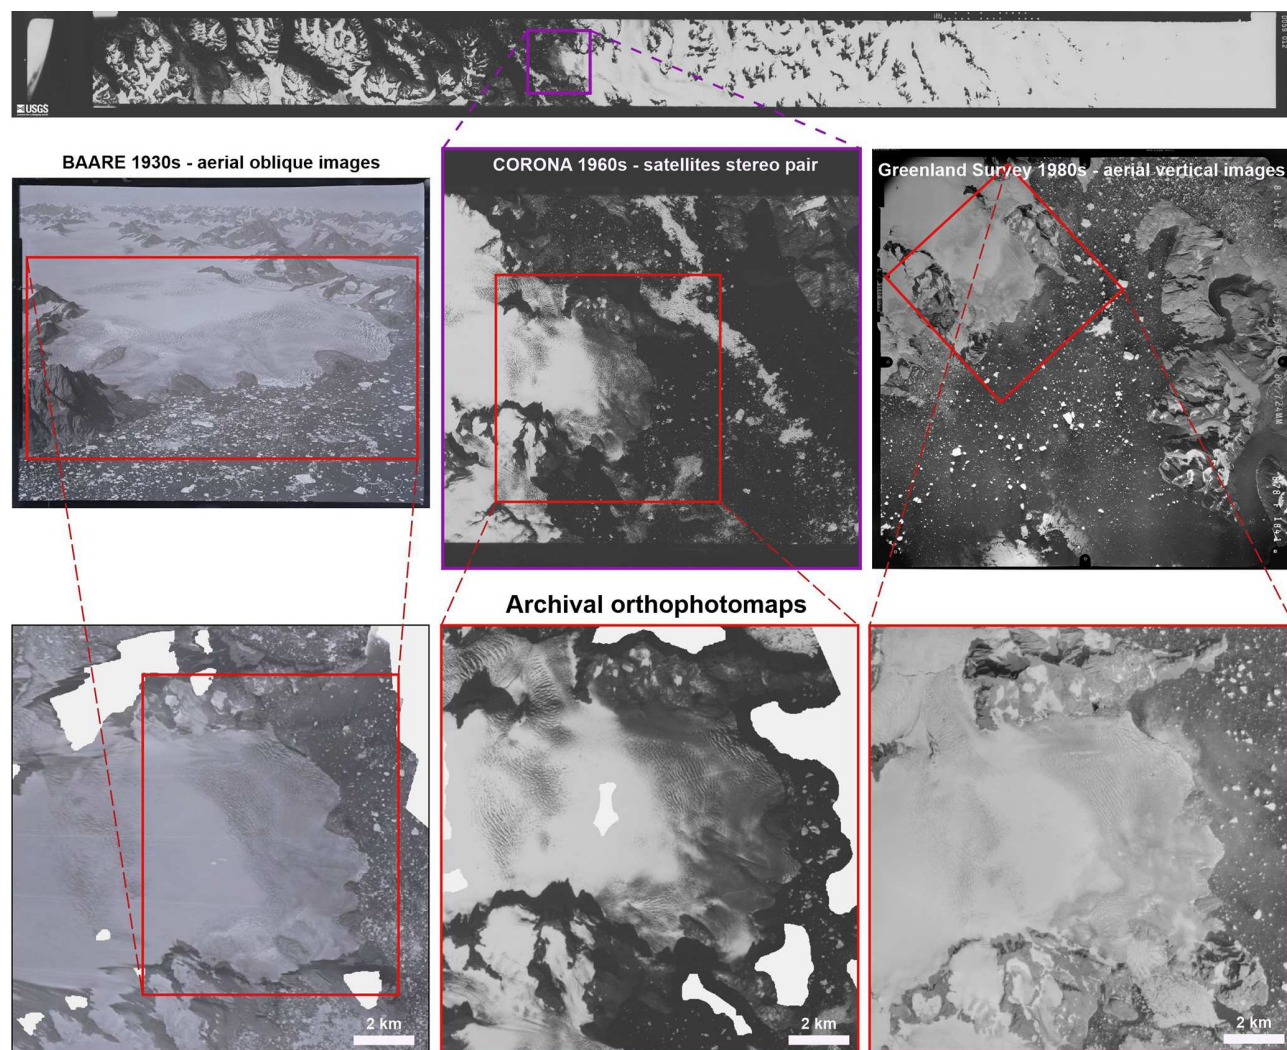 USGS
BAARE 1930s - aerial oblique images
CORONA 1960s - satellites stereo pair
Greenland Survey 1980s - aerial vertical images
Archival orthophotomaps
2 km
2 km
2 km